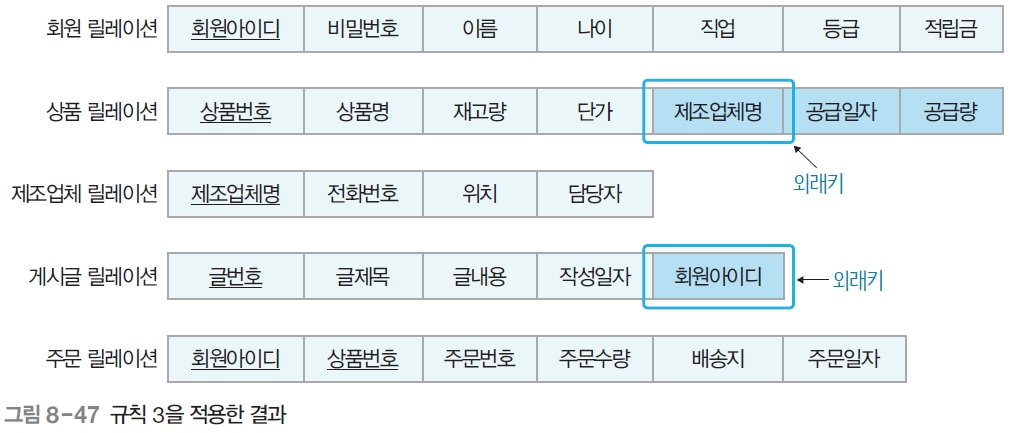 회원 릴레이션 회원아이디 비밀번호 이름 나이 직업 등급 적립금
상품 릴레이션 상품번호 상품명 재고량 단가 제조업체명 공급일자 공급량
외래키
제조업체 릴레이션 제조업체명 전화번호 위치 담당자
게시글 릴레이션 글번호 글제목 글내용 작성일자 회원아이디 외래키
주문 릴레이션 회원아이디 상품번호 주문번호 주문수량 배송지 주문일자
그림 8-47 규칙 3을 적용한 결과